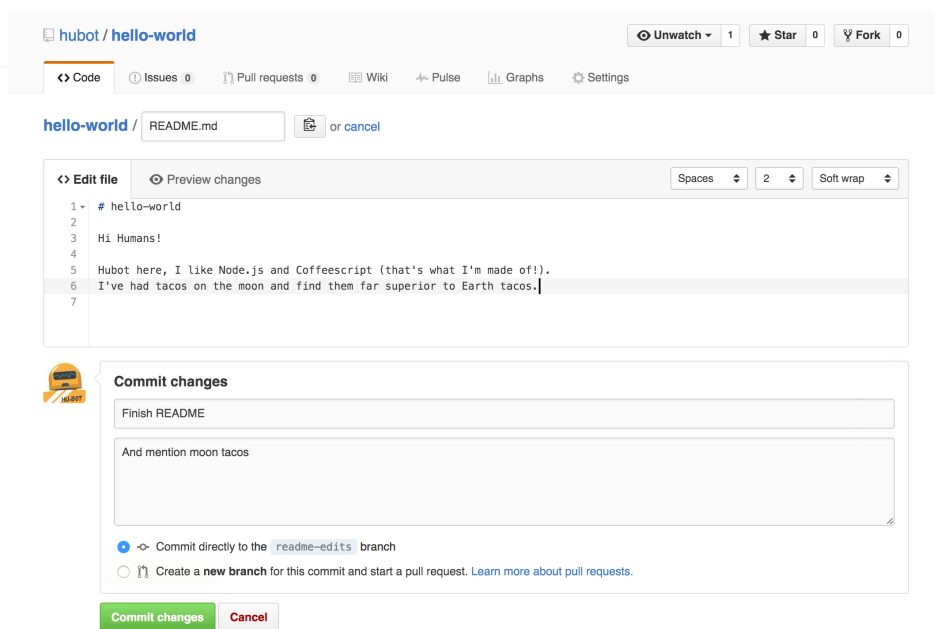 hubot / hello-world
Unwatch 1 Star 0 Fork 0
<> Code Issues 0 Pull requests 0 Wiki Pulse Graphs Settings
hello-world / README.md or cancel
<> Edit file Preview changes Spaces 2 Soft wrap
1 # hello-world
2
3 Hi Humans!
4
5 Hubot here, I like Node.js and Coffeescript (that's what I'm made of!).
6 I've had tacos on the moon and find them far superior to Earth tacos.
7
HU-BOT
Commit changes
Finish README
And mention moon tacos
Commit directly to the readme-edits branch
Create a new branch for this commit and start a pull request. Learn more about pull requests.
Commit changes Cancel